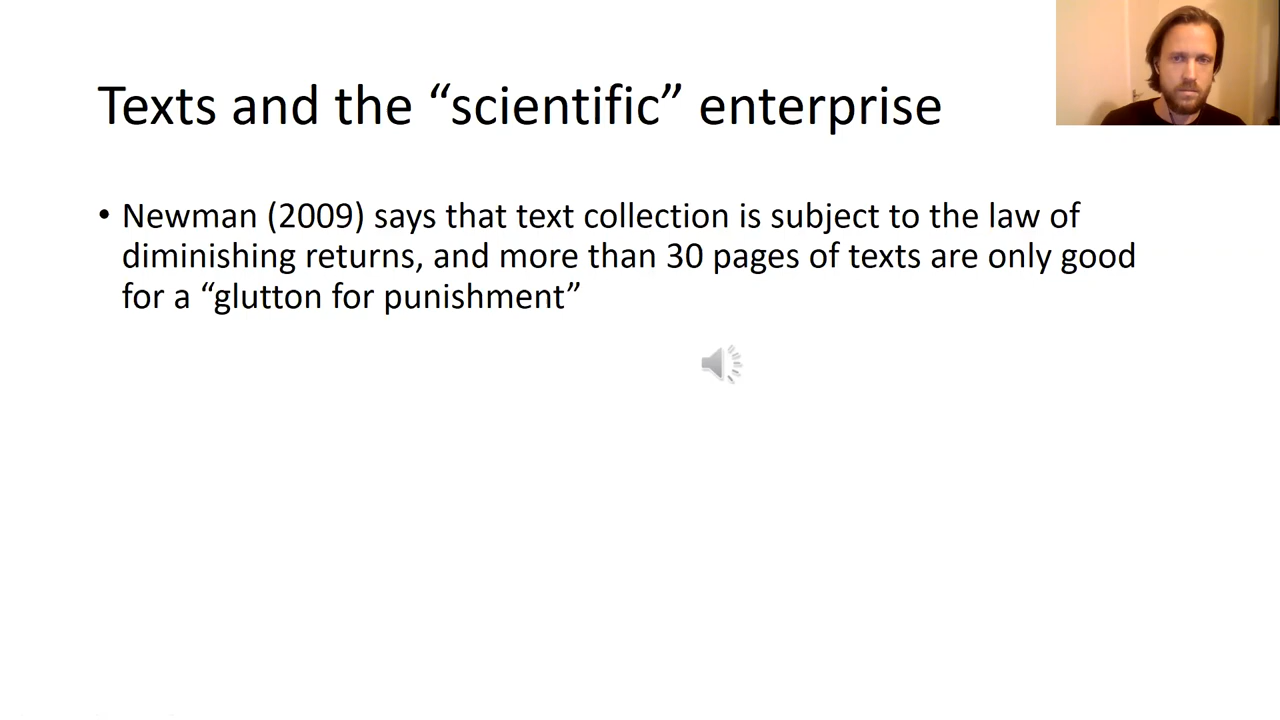 Texts and the “scientific” enterprise
• Newman (2009) says that text collection is subject to the law of
diminishing returns, and more than 30 pages of texts are only good
for a “glutton for punishment”